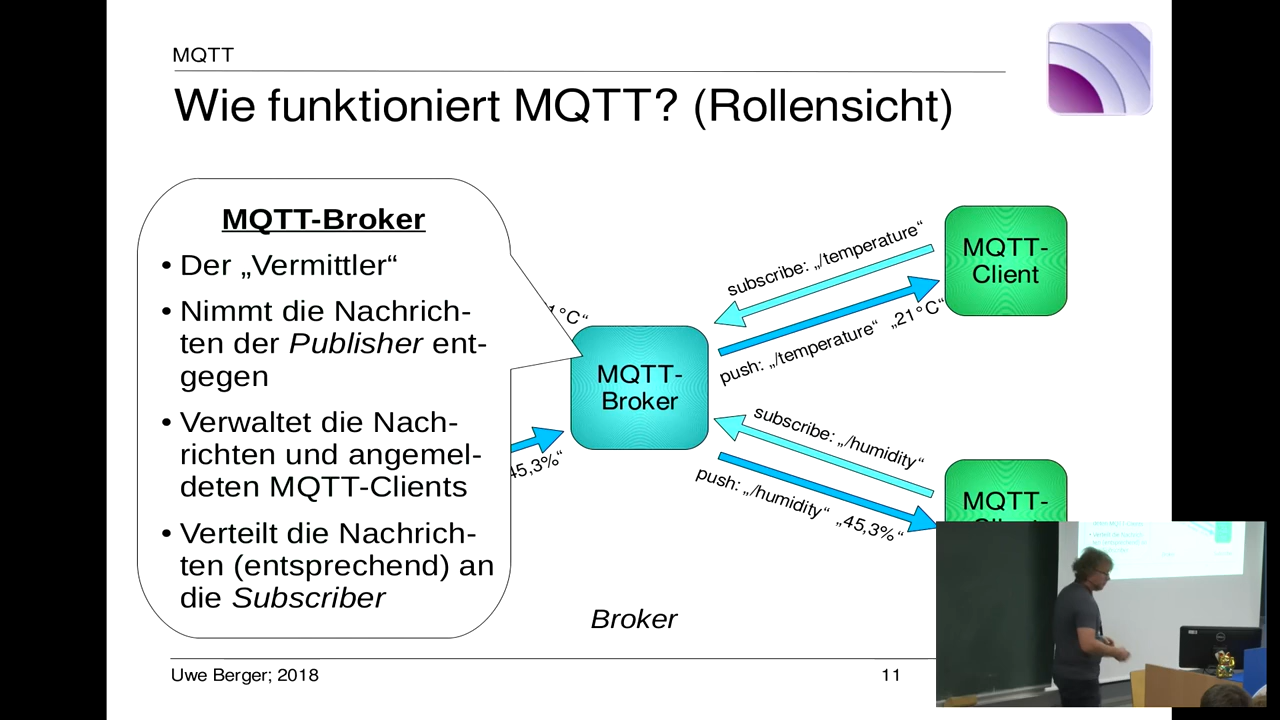 MQTT
Wie funktioniert MQTT? (Rollensicht)
MQTT-Broker
• Der „Vermittler“
• Nimmt die Nachrich-
ten der Publisher ent-
gegen
• Verwaltet die Nach-
richten und angemel-
deten MQTT-Clients
• Verteilt die Nachrich-
ten (entsprechend) an
die Subscriber
°C“
45,3%“
MQTT-
Broker
subscribe: „/temperature“
push: „/temperature“ „21°C“
subscribe: „/humidity“
push: „/humidity“ „45,3%“
MQTT-
Client
MQTT-
Broker
Uwe Berger; 2018
11